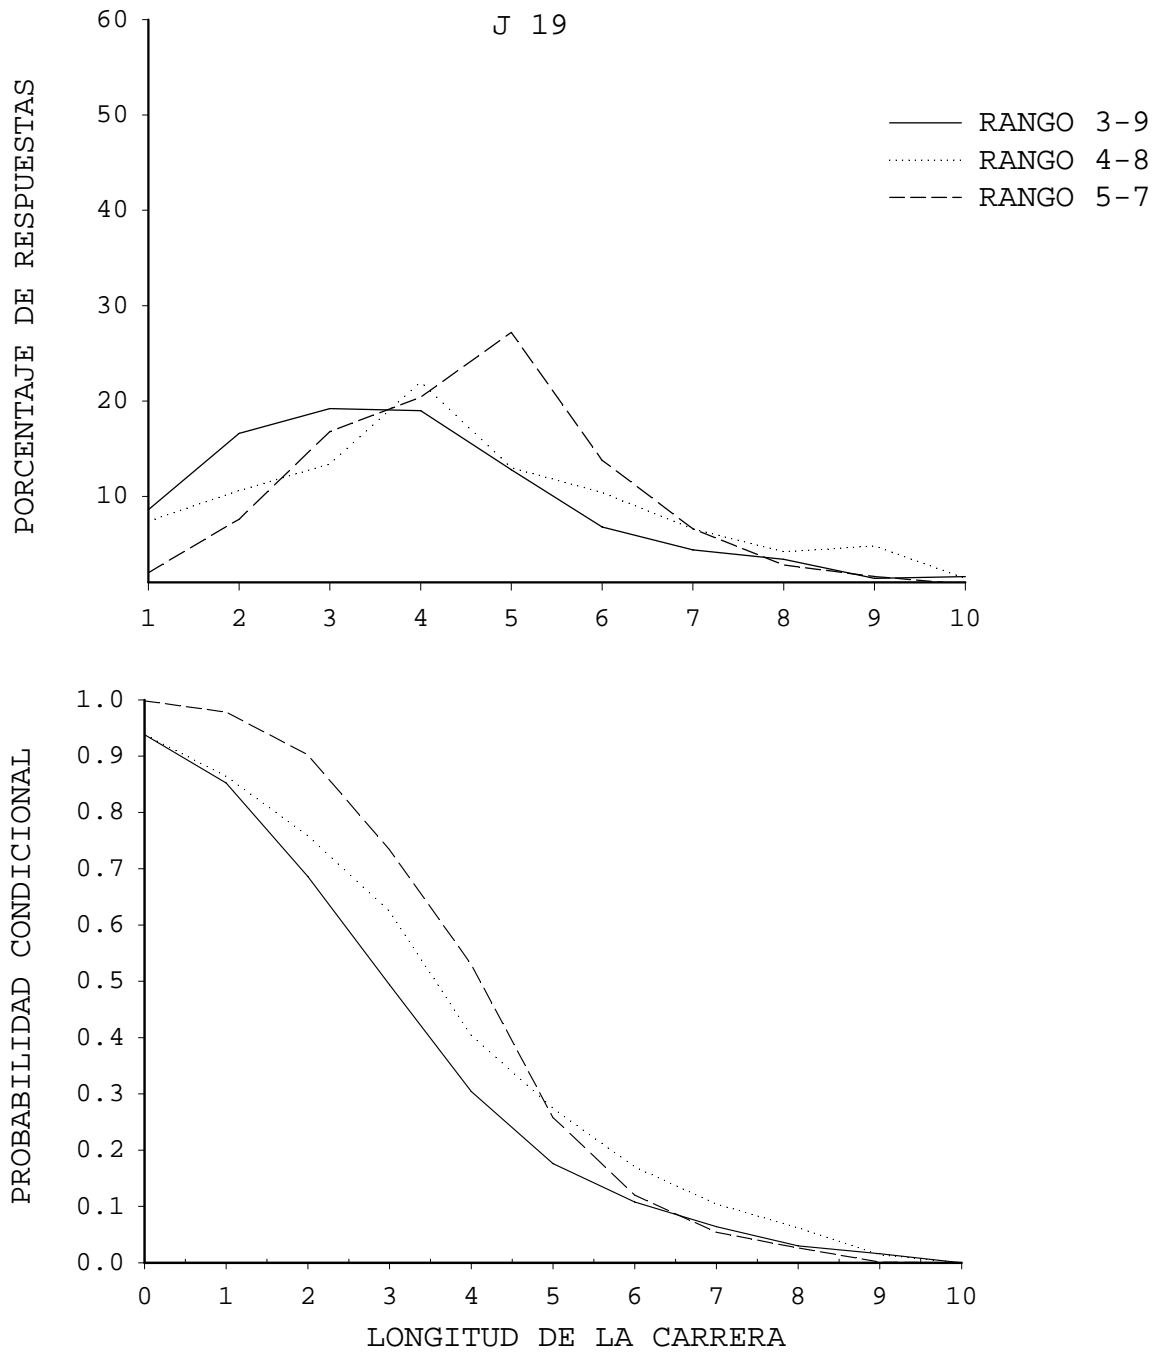 J 19
60
50
40
30
20
10
PORCENTAJE DE RESPUESTAS
RANGO 3-9
RANGO 4-8
RANGO 5-7
1 2 3 4 5 6 7 8 9 10
1.0
0.9
0.8
0.7
0.6
0.5
0.4
0.3
0.2
0.1
0.0
PROBABILIDAD CONDICIONAL
0 1 2 3 4 5 6 7 8 9 10
LONGITUD DE LA CARRERA